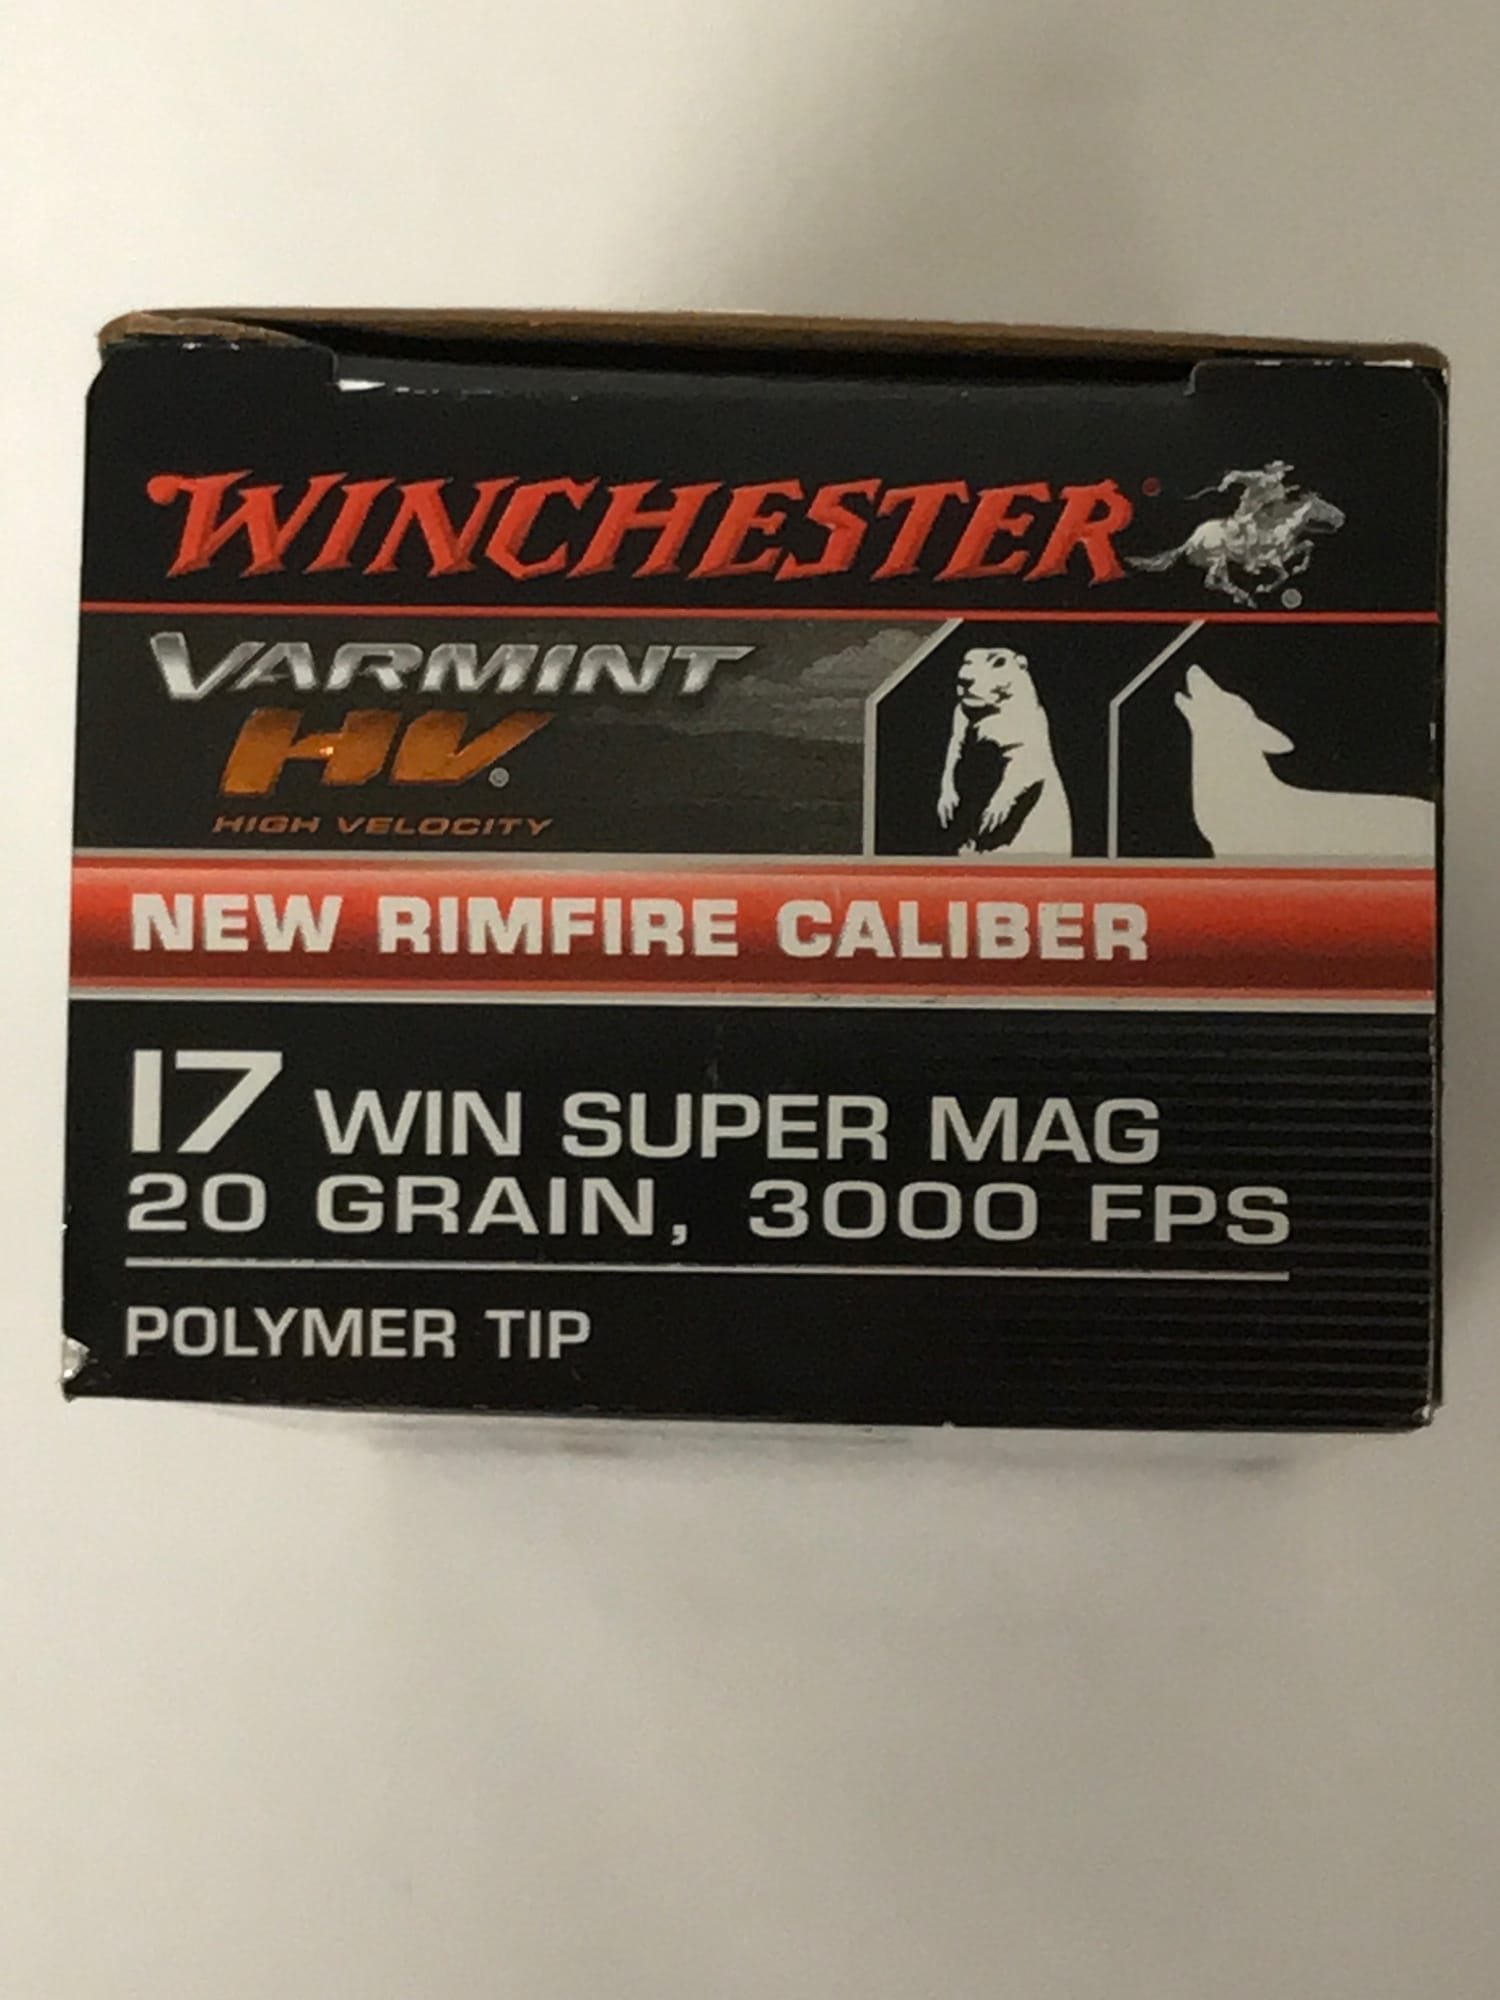 WINCHESTER®
VARMINT
HV®
HIGH VELOCITY
NEW RIMFIRE CALIBER
17 WIN SUPER MAG
20 GRAIN, 3000 FPS
POLYMER TIP